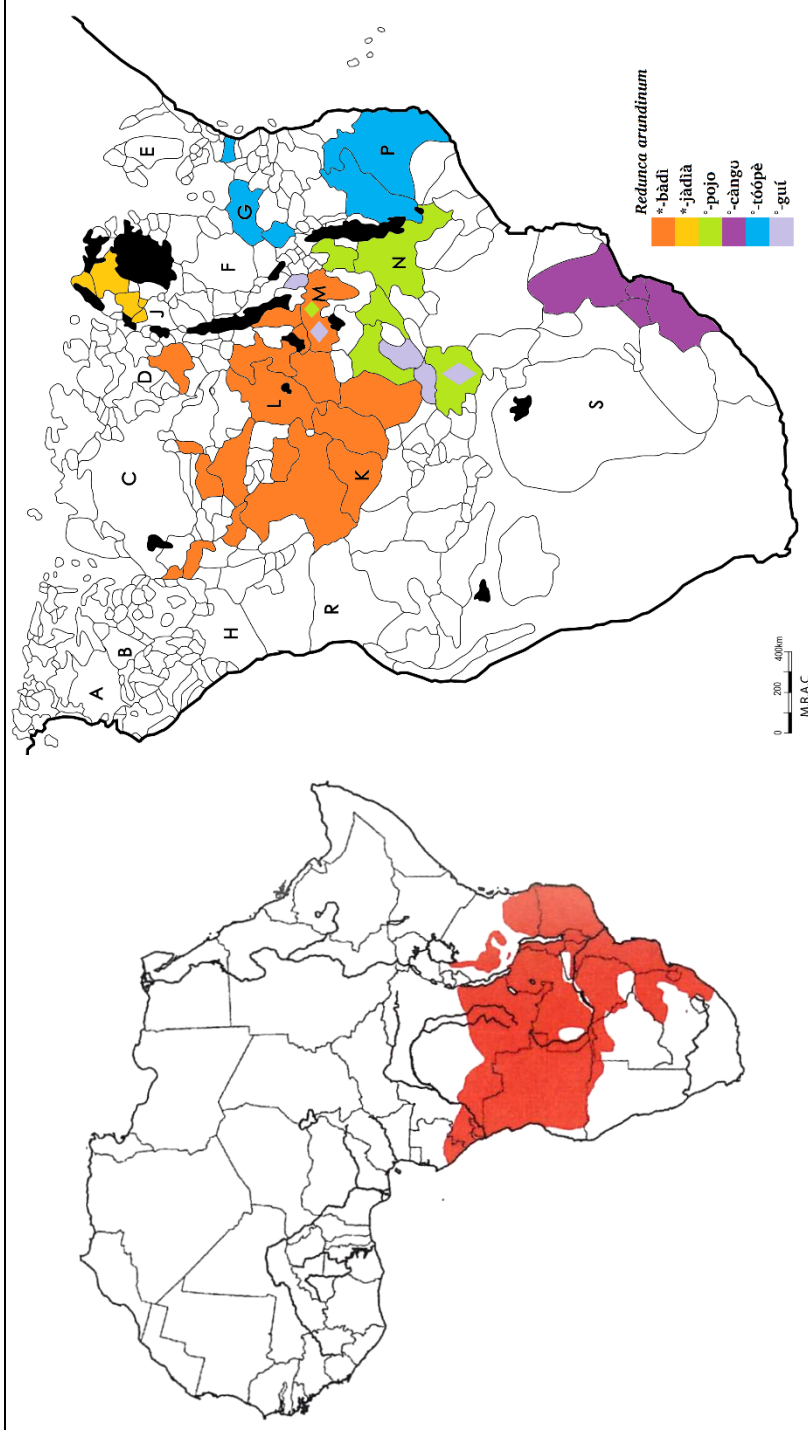 A
B
C
D
E
F
G
H
J
K
L
M
N
P
R
S
Redunca arundinum
*-bàdì
*-jàdìà
°-pojo
°-càngʊ
°-tóópè
°-guí
0 200 400km
M.R.A.C.